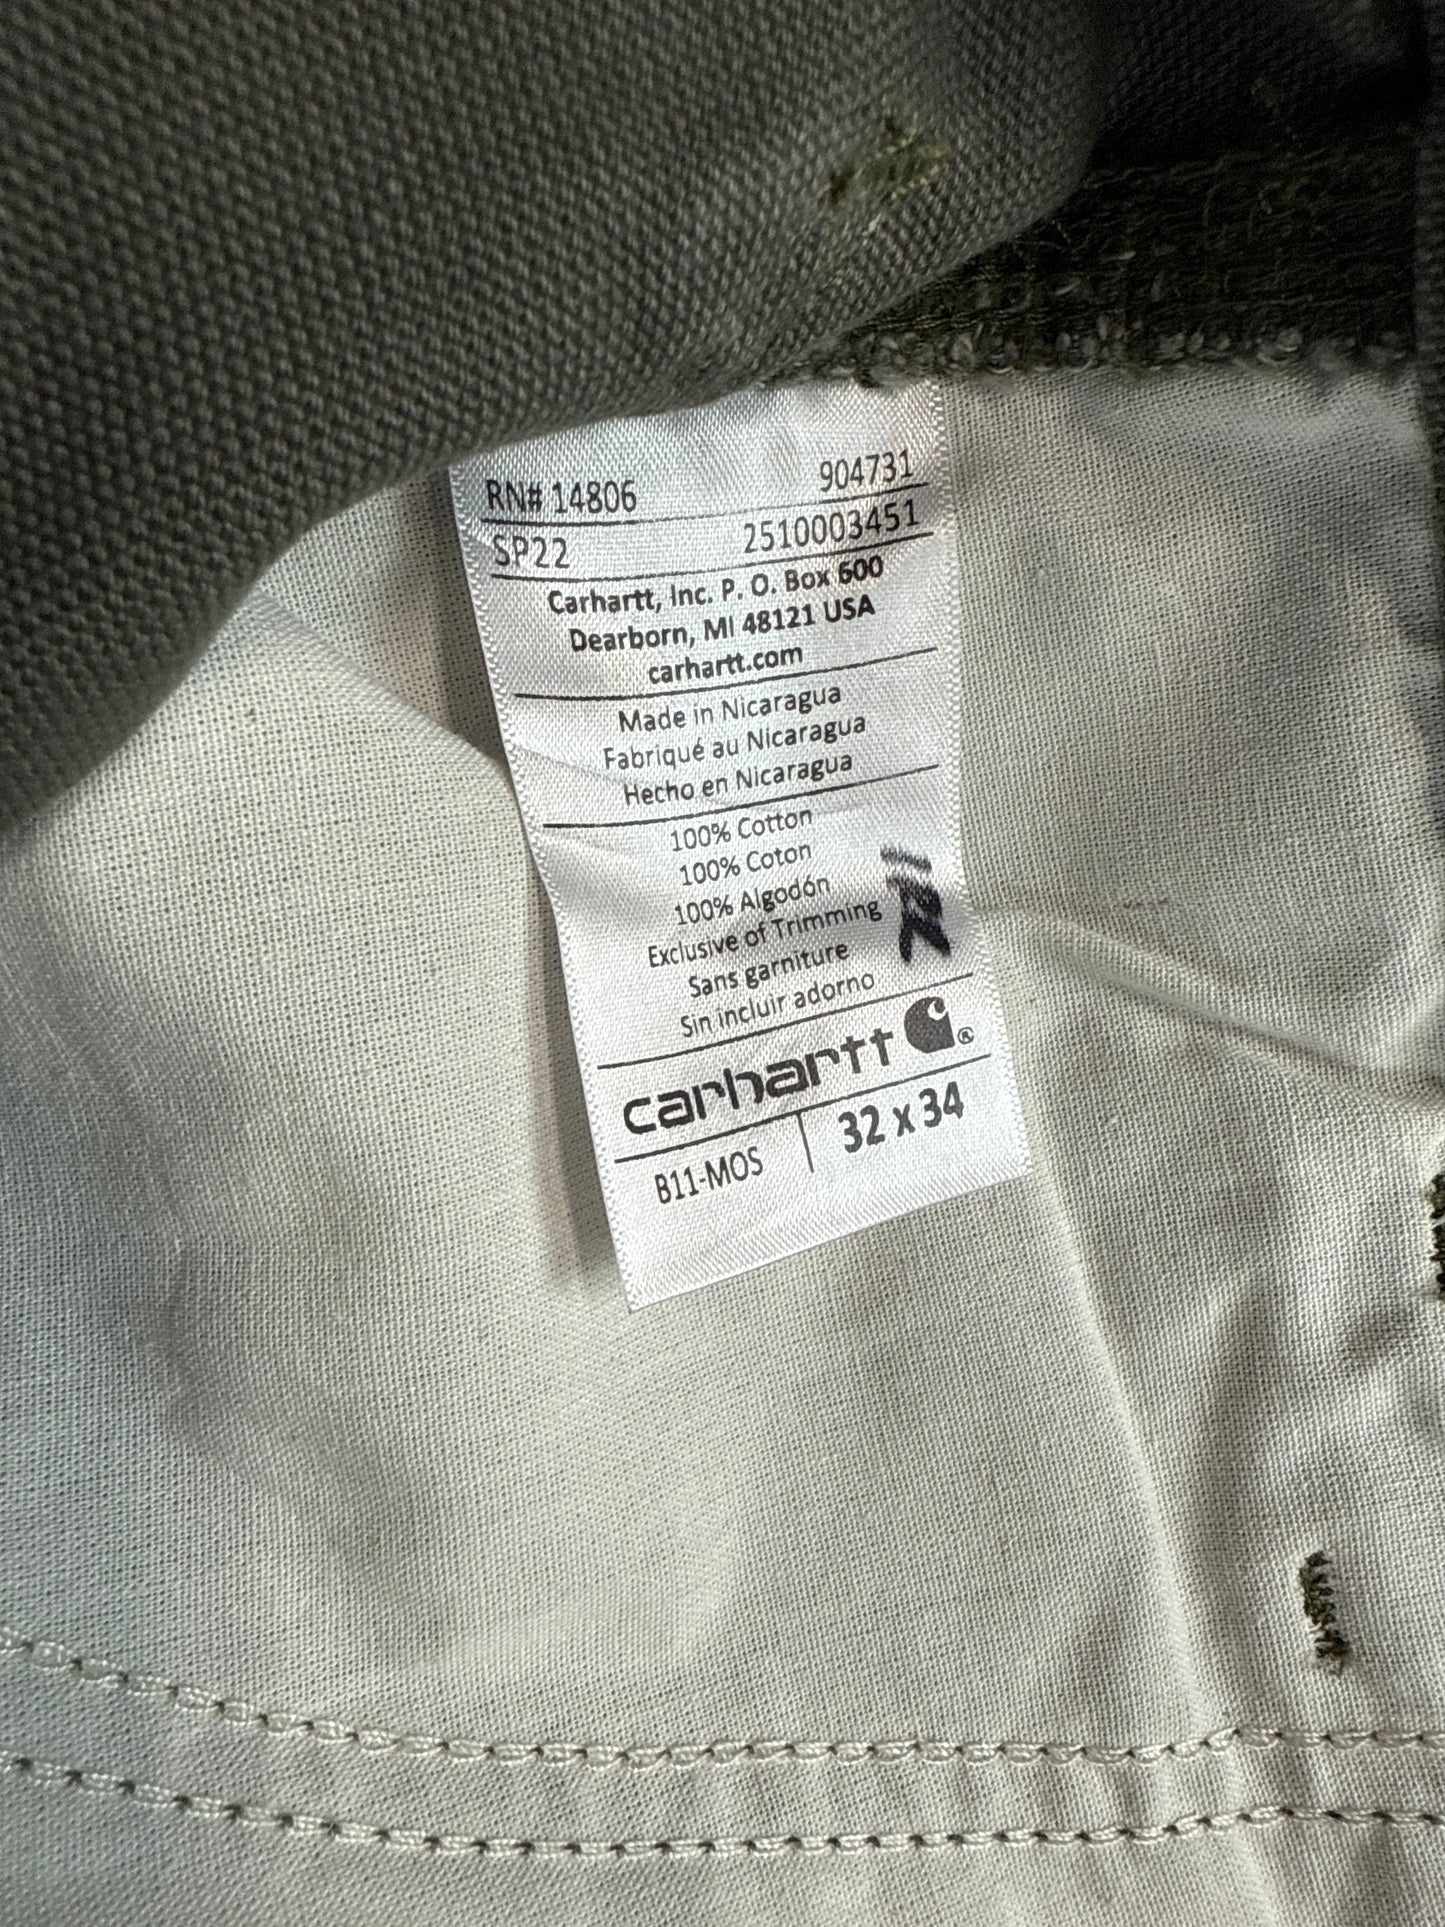 RN# 14806 904731
SP22 2510003451
Carhartt, Inc. P. O. Box 600
Dearborn, MI 48121 USA
carhartt.com
Made in Nicaragua
Fabriqué au Nicaragua
Hecho en Nicaragua
100% Cotton
100% Coton
100% Algodón
Exclusive of Trimming
Sans garniture
Sin incluir adorno
carhartt ®
B11-MOS 32 x 34